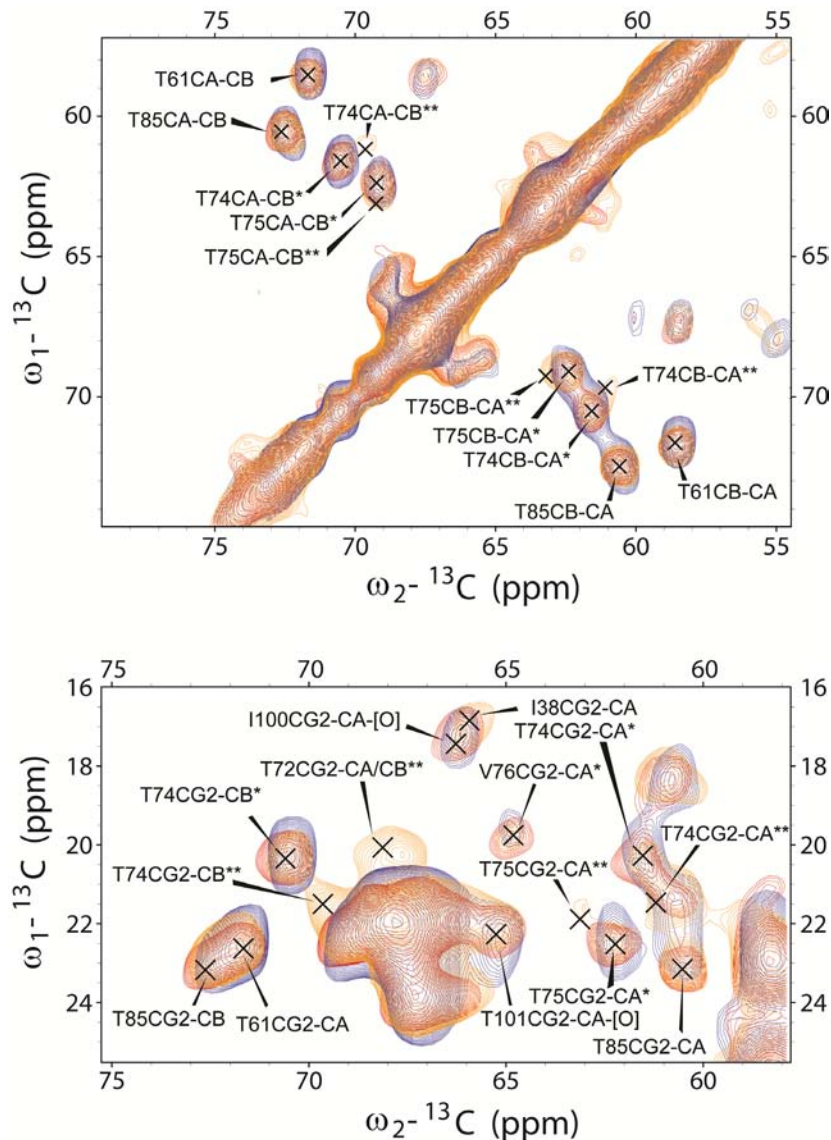 75 70 65 60 55
T61CA-CB
T85CA-CB
T74CA-CB**
T74CA-CB*
T75CA-CB*
T75CA-CB**
60
65
70
ω1- 13C (ppm)
T75CB-CA**
T75CB-CA*
T74CB-CA*
T85CB-CA
T74CB-CA**
T61CB-CA
75 70 65 60 55
ω2- 13C (ppm)
75 70 65 60
16
18
20
22
24
ω1- 13C (ppm)
I100CG2-CA-[O]
I38CG2-CA
T74CG2-CA*
T72CG2-CA/CB**
V76CG2-CA*
T74CG2-CB*
T74CG2-CA**
T75CG2-CA**
T74CG2-CB**
T75CG2-CA*
T85CG2-CB
T61CG2-CA
T101CG2-CA-[O]
T85CG2-CA
16
18
20
22
24
75 70 65 60
ω2- 13C (ppm)